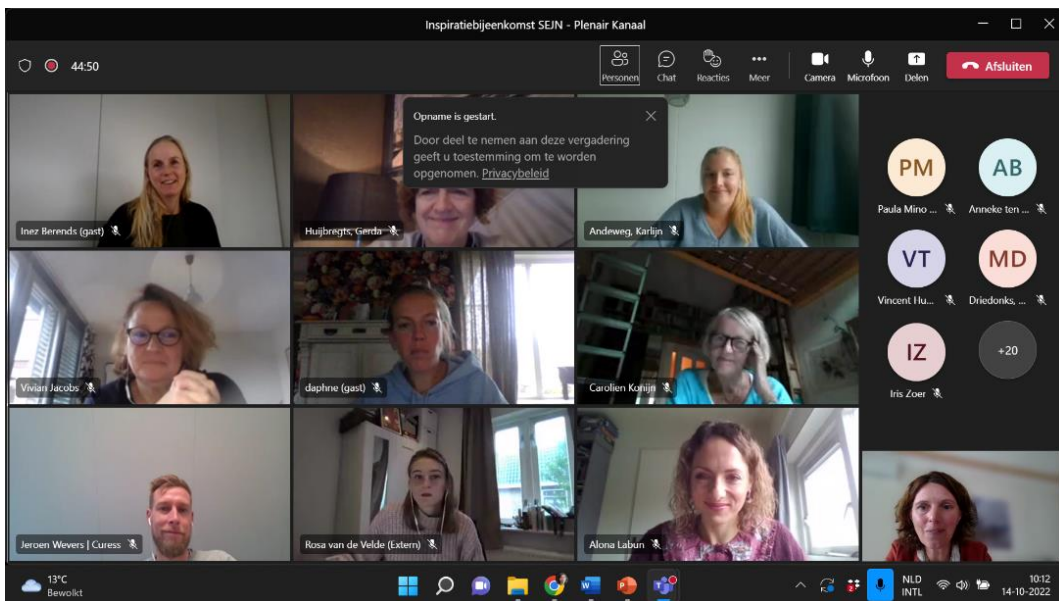 Inspiratiebijeenkomst SEJN - Plenair Kanaal
44:50
Personen
Chat
Reacties
Meer
Camera
Microfoon
Delen
Afsluiten
Opname is gestart.
Door deel te nemen aan deze vergadering
geeft u toestemming om te worden
opgenomen. Privacybeleid
Inez Berends (gast)
Huijbregts, Gerda
Andeweg, Karlijn
PM
AB
Paula Mino ...
Anneke ten ...
VT
MD
Vincent Hu...
Driedonks, ...
IZ
+20
Iris Zoer
Vivian Jacobs
daphne (gast)
Carolien Konijn
Jeroen Wevers | Curess
Rosa van de Velde (Extern)
Alona Labun
13°C
Bewolkt
NLD
INTL
10:12
14-10-2022